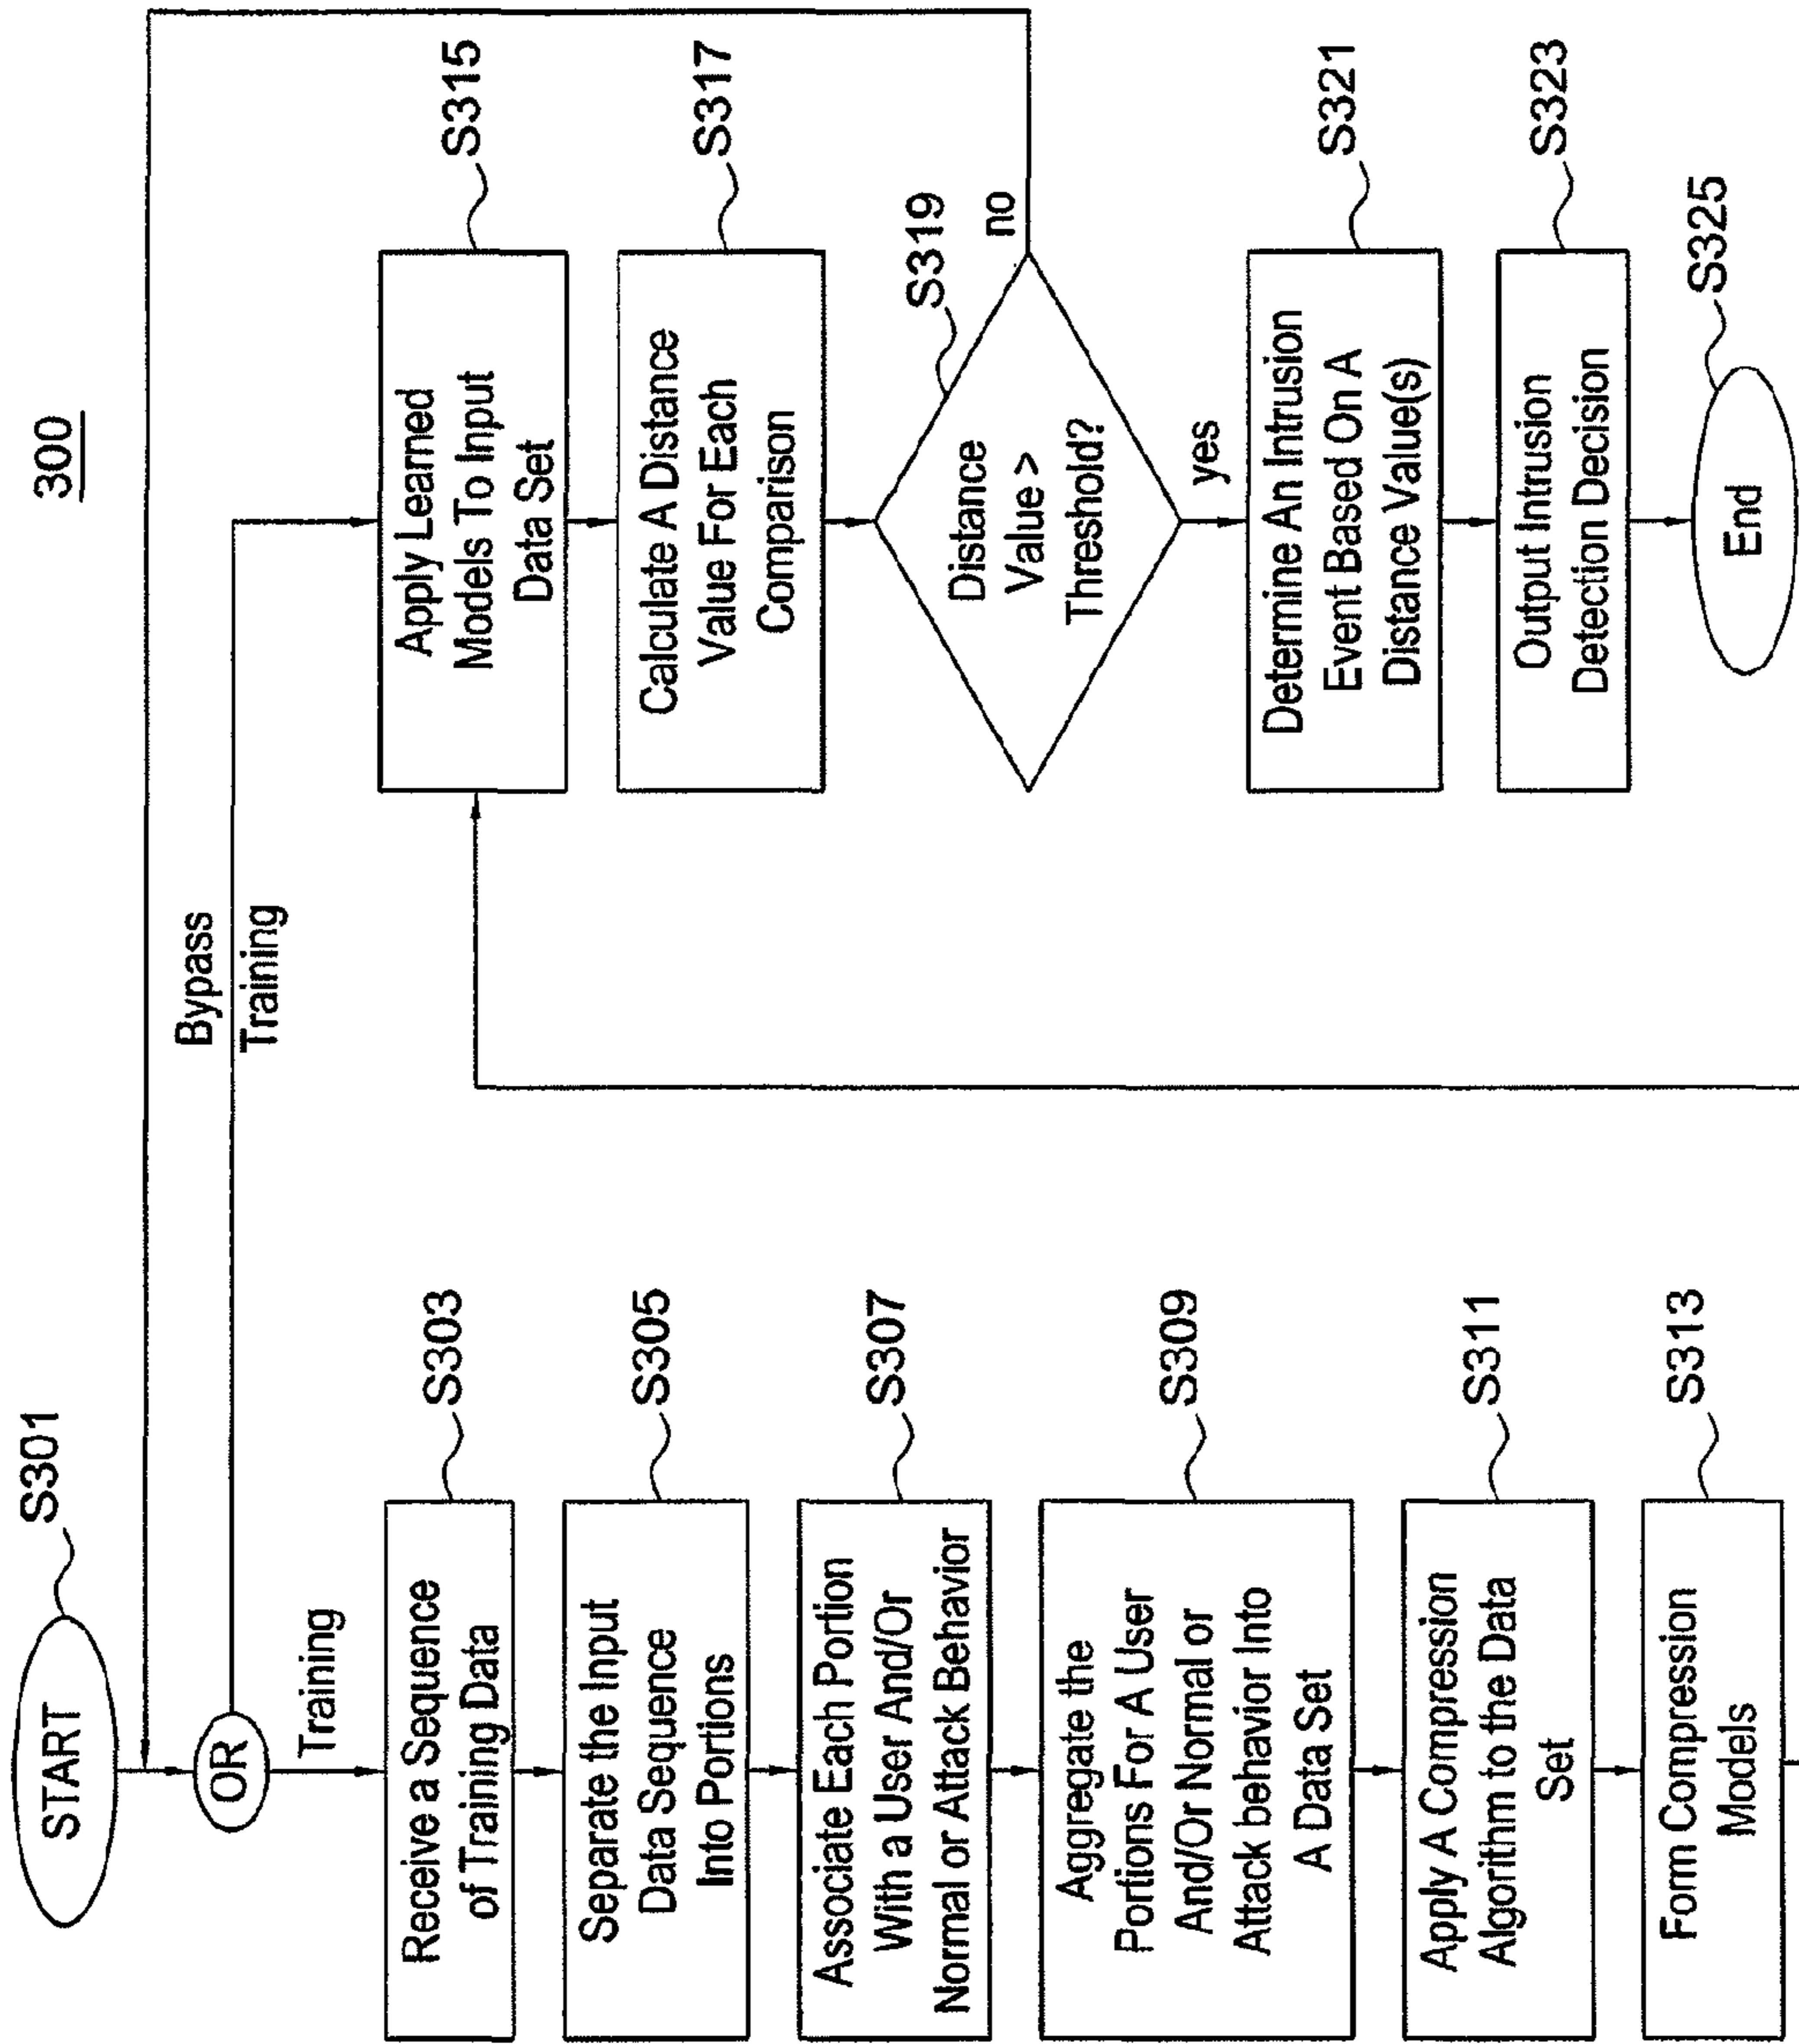 300
START
S301
OR
Bypass
Training
Training
Receive a Sequence
of Training Data
S303
Separate the Input
Data Sequence
Into Portions
S305
Associate Each Portion
With a User And/Or
Normal or Attack Behavior
S307
Aggregate the
Portions For A User
And/Or Normal or
Attack behavior Into
A Data Set
S309
Apply A Compression
Algorithm to the Data
Set
S311
Form Compression
Models
S313
Apply Learned
Models To Input
Data Set
S315
Calculate A Distance
Value For Each
Comparison
S317
Distance
Value >
Threshold?
S319
no
yes
Determine An Intrusion
Event Based On A
Distance Value(s)
S321
Output Intrusion
Detection Decision
S323
End
S325